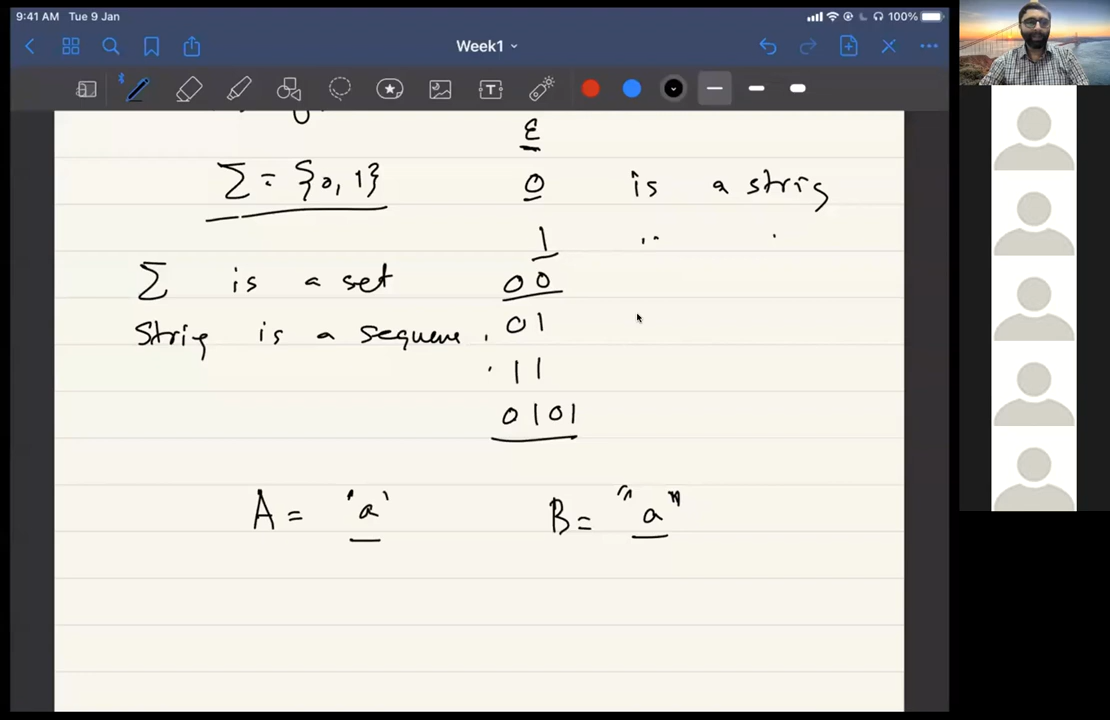 9:41 AM Tue 9 Jan 100%
Week1
T
ε
Σ = {0, 1} 0 is a string
1
Σ is a set 00
String is a sequence. 01
11
0101
A = 'a' B = "a"